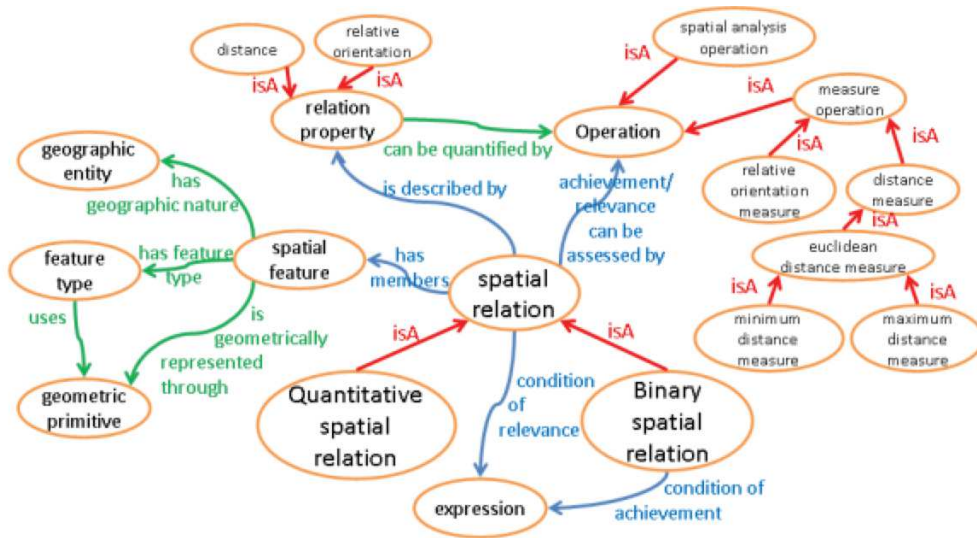 distance
relative
orientation
spatial analysis
operation
isA
isA
isA
isA
measure
operation
relation
property
Operation
can be quantified by
isA
isA
geographic
entity
has
geographic nature
is described by
achievement/
relevance
can be
assessed by
relative
orientation
measure
distance
measure
isA
feature
type
has feature
type
spatial
feature
has
members
spatial
relation
euclidean
distance measure
uses
is
geometrically
represented
through
isA
isA
isA
isA
minimum
distance
measure
maximum
distance
measure
geometric
primitive
Quantitative
spatial
relation
condition
of
relevance
Binary
spatial
relation
expression
condition of
achievement